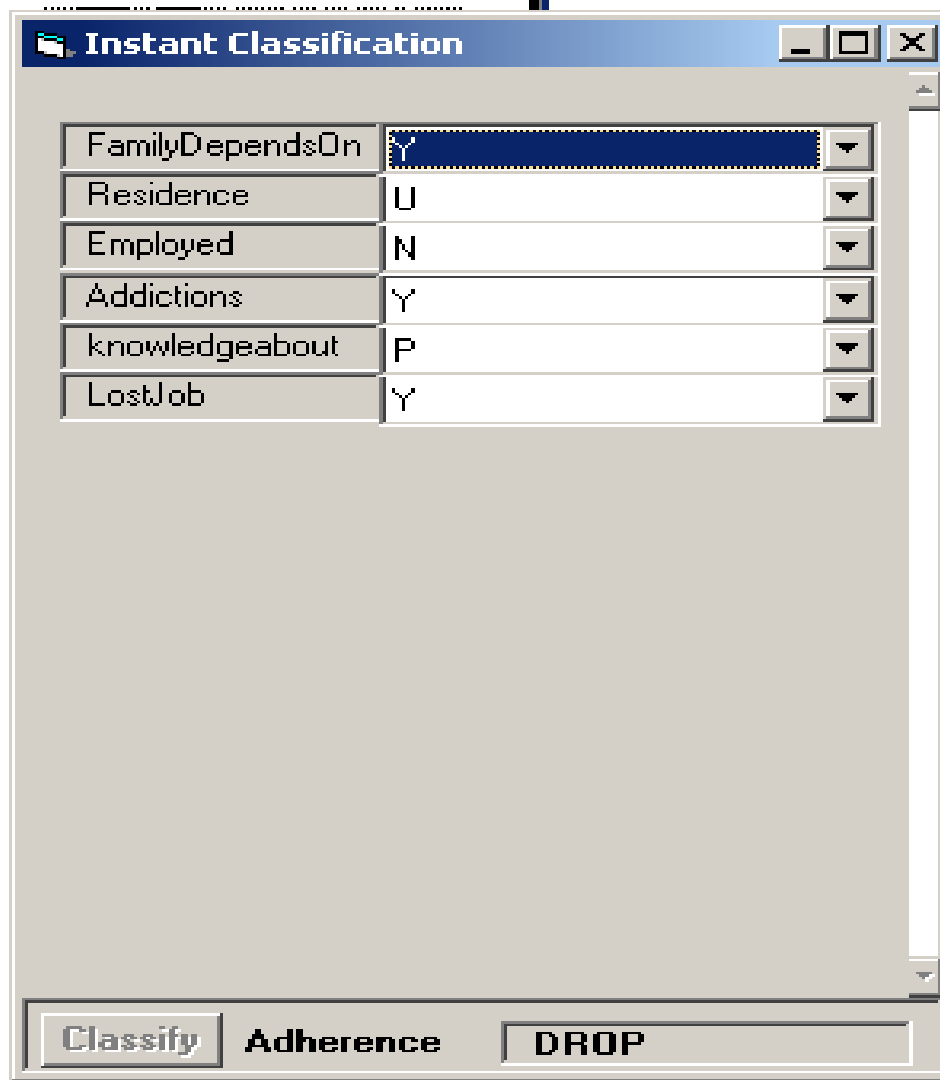 Instant Classification
FamilyDependsOn Y
Residence U
Employed N
Addictions Y
knowledgeabout P
LostJob Y
Classify Adherence DROP